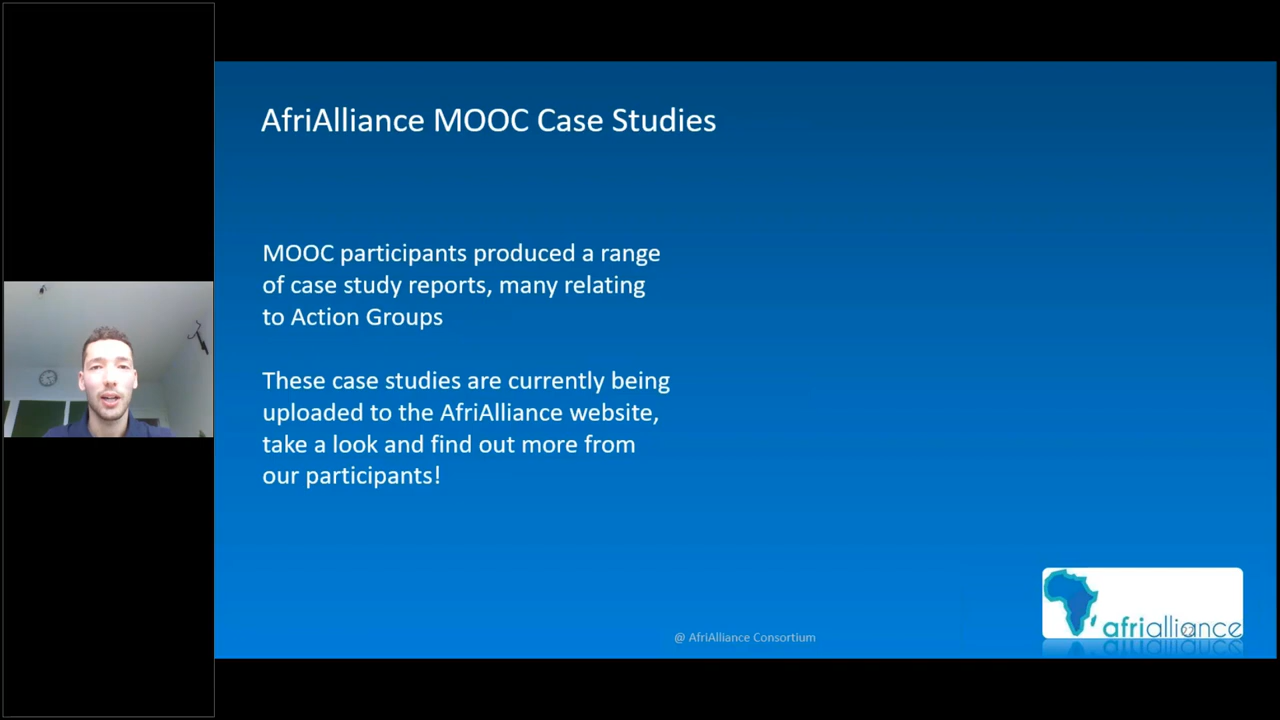 AfriAlliance MOOC Case Studies
MOOC participants produced a range
of case study reports, many relating
to Action Groups
These case studies are currently being
uploaded to the AfriAlliance website,
take a look and find out more from
our participants!
@ AfriAlliance Consortium
afrialliance